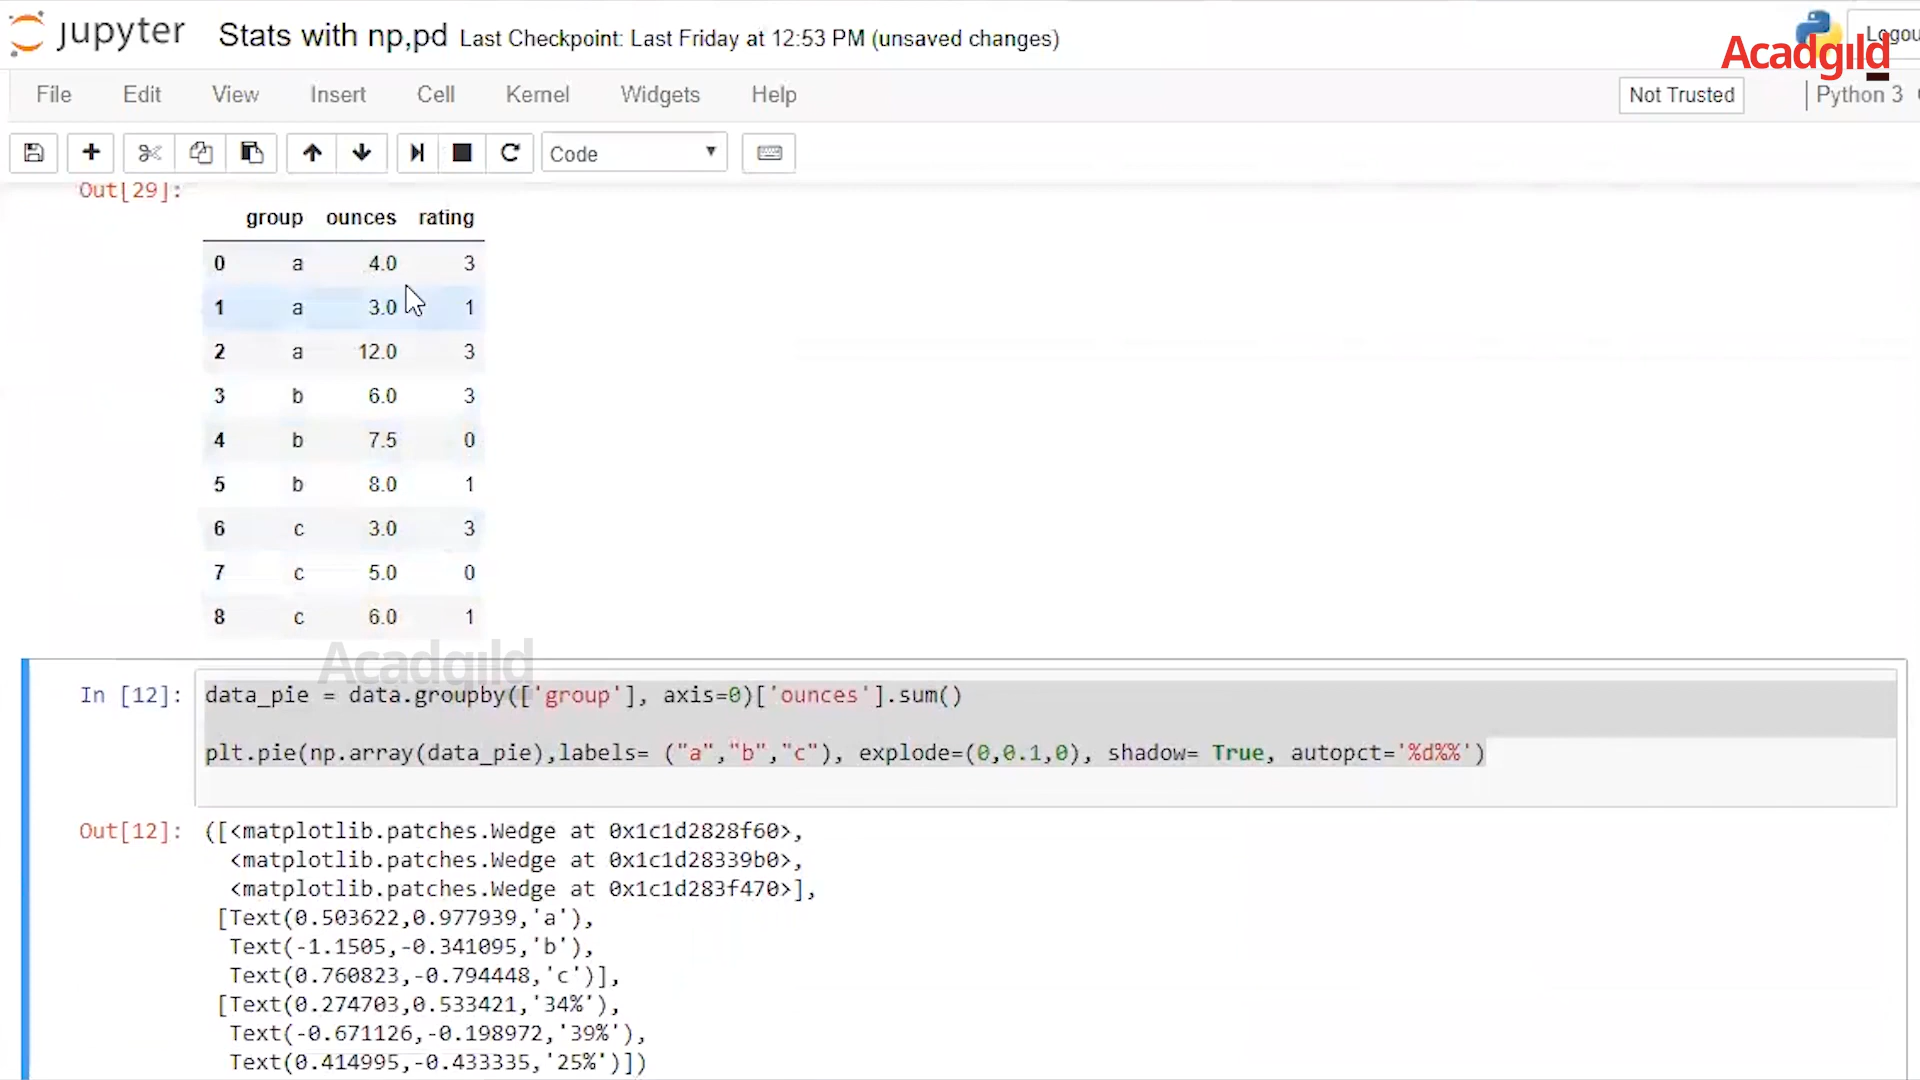 jupyter Stats with np,pd Last Checkpoint: Last Friday at 12:53 PM (unsaved changes)
Acadgild
File Edit View Insert Cell Kernel Widgets Help Not Trusted Python 3
Code
Out[29]:
group ounces rating
0 a 4.0 3
1 a 3.0 1
2 a 12.0 3
3 b 6.0 3
4 b 7.5 0
5 b 8.0 1
6 c 3.0 3
7 c 5.0 0
8 c 6.0 1
Acadgild
In [12]: data_pie = data.groupby(['group'], axis=0)['ounces'].sum()
plt.pie(np.array(data_pie),labels= ("a","b","c"), explode=(0,0.1,0), shadow= True, autopct='%d%%')
Out[12]: ([<matplotlib.patches.Wedge at 0x1c1d2828f60>,
<matplotlib.patches.Wedge at 0x1c1d28339b0>,
<matplotlib.patches.Wedge at 0x1c1d283f470>],
[Text(0.503622,0.977939,'a'),
Text(-1.1505,-0.341095,'b'),
Text(0.760823,-0.794448,'c')],
[Text(0.274703,0.533421,'34%'),
Text(-0.671126,-0.198972,'39%'),
Text(0.414995,-0.433335,'25%')])